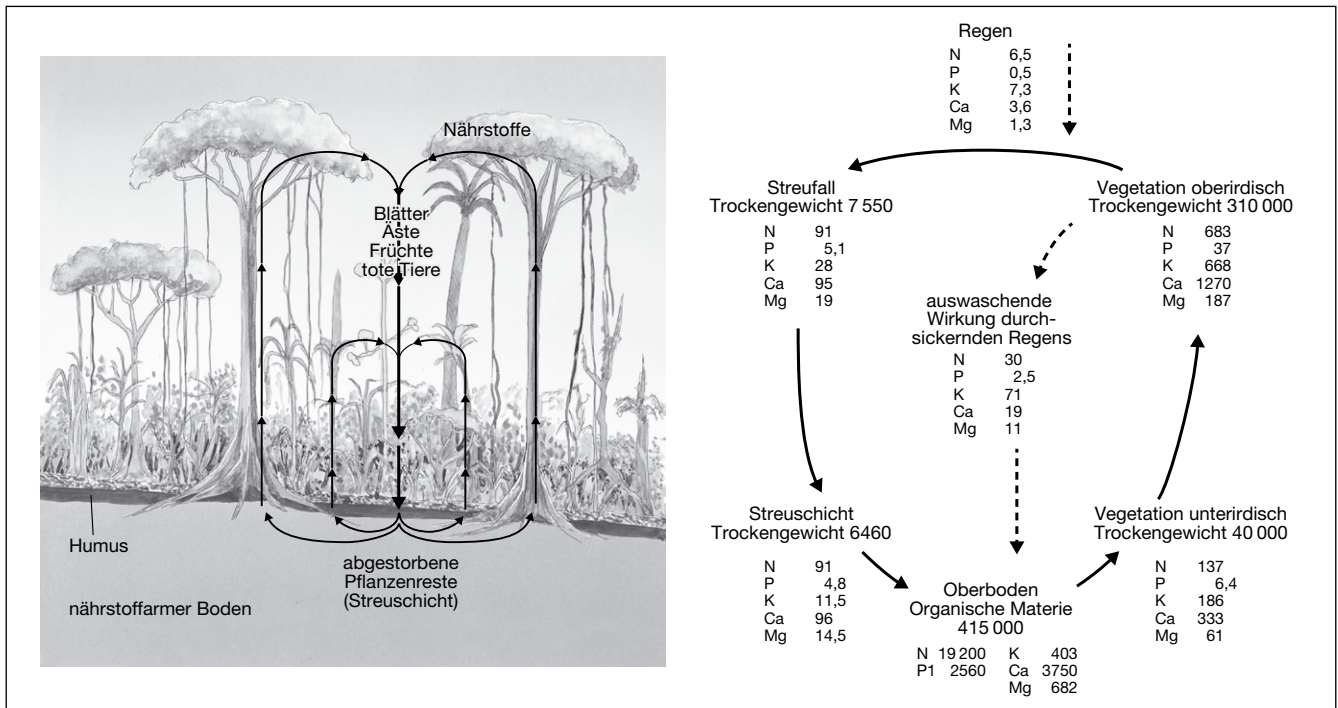 Nährstoffe
Blätter
Äste
Früchte
tote Tiere
Humus
abgestorbene
Pflanzenreste
(Streuschicht)
nährstoffarmer Boden
Regen
N 6,5
P 0,5
K 7,3
Ca 3,6
Mg 1,3
Streufall
Trockengewicht 7 550
N 91
P 5,1
K 28
Ca 95
Mg 19
Vegetation oberirdisch
Trockengewicht 310 000
N 683
P 37
K 668
Ca 1270
Mg 187
auswaschende
Wirkung durch-
sickernden Regens
N 30
P 2,5
K 71
Ca 19
Mg 11
Streuschicht
Trockengewicht 6460
N 91
P 4,8
K 11,5
Ca 96
Mg 14,5
Oberboden
Organische Materie
415 000
N 19 200 K 403
P1 2560 Ca 3750
Mg 682
Vegetation unterirdisch
Trockengewicht 40 000
N 137
P 6,4
K 186
Ca 333
Mg 61